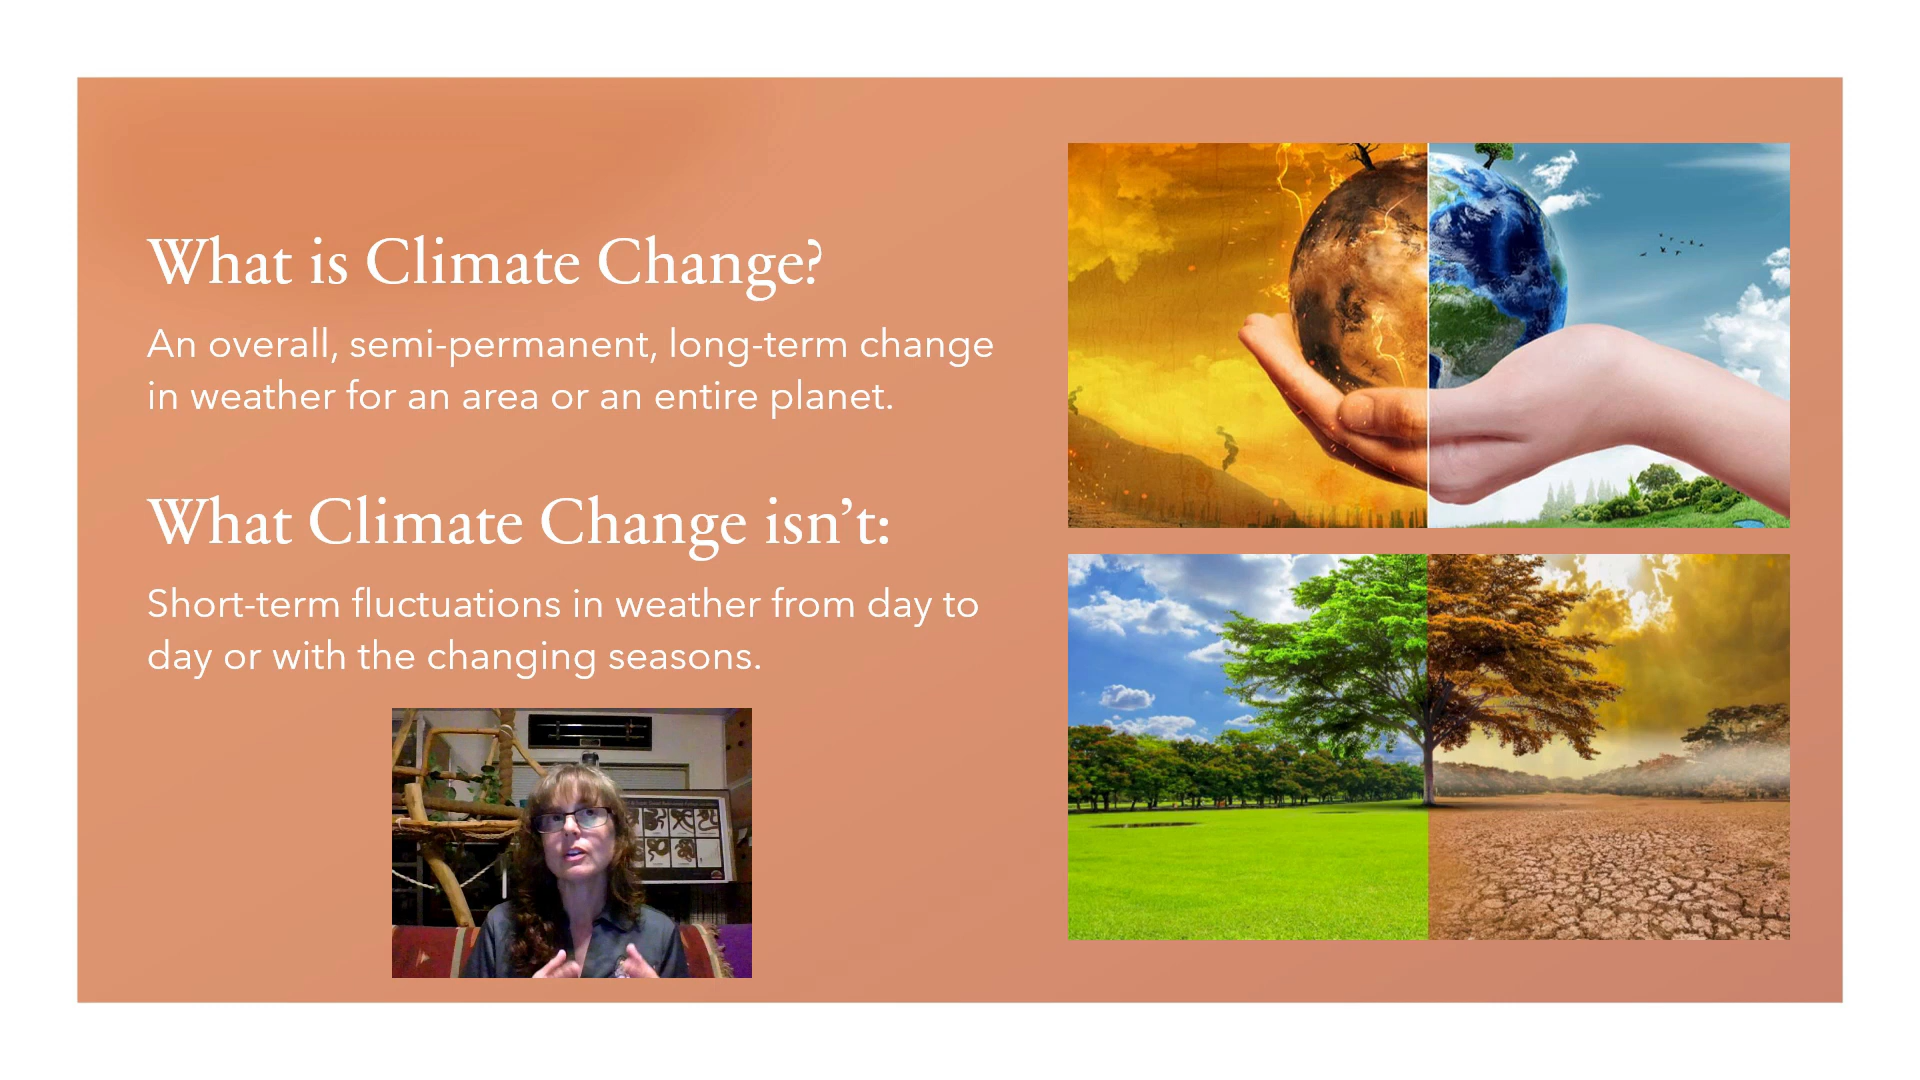 What is Climate Change?
An overall, semi-permanent, long-term change
in weather for an area or an entire planet.
What Climate Change isn’t:
Short-term fluctuations in weather from day to
day or with the changing seasons.